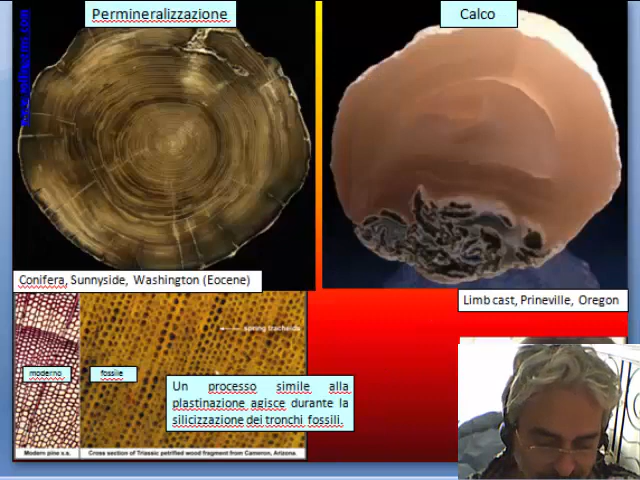 Permineralizzazione
Calco
Conifera, Sunnyside, Washington (Eocene)
Limb cast, Prineville, Oregon
spring tracheids
moderno
fossile
Un processo simile alla
plastinazione agisce durante la
silicizzazione dei tronchi fossili.
Modern pine x.s.
Cross section of Triassic petrified wood fragment from Cameron, Arizona